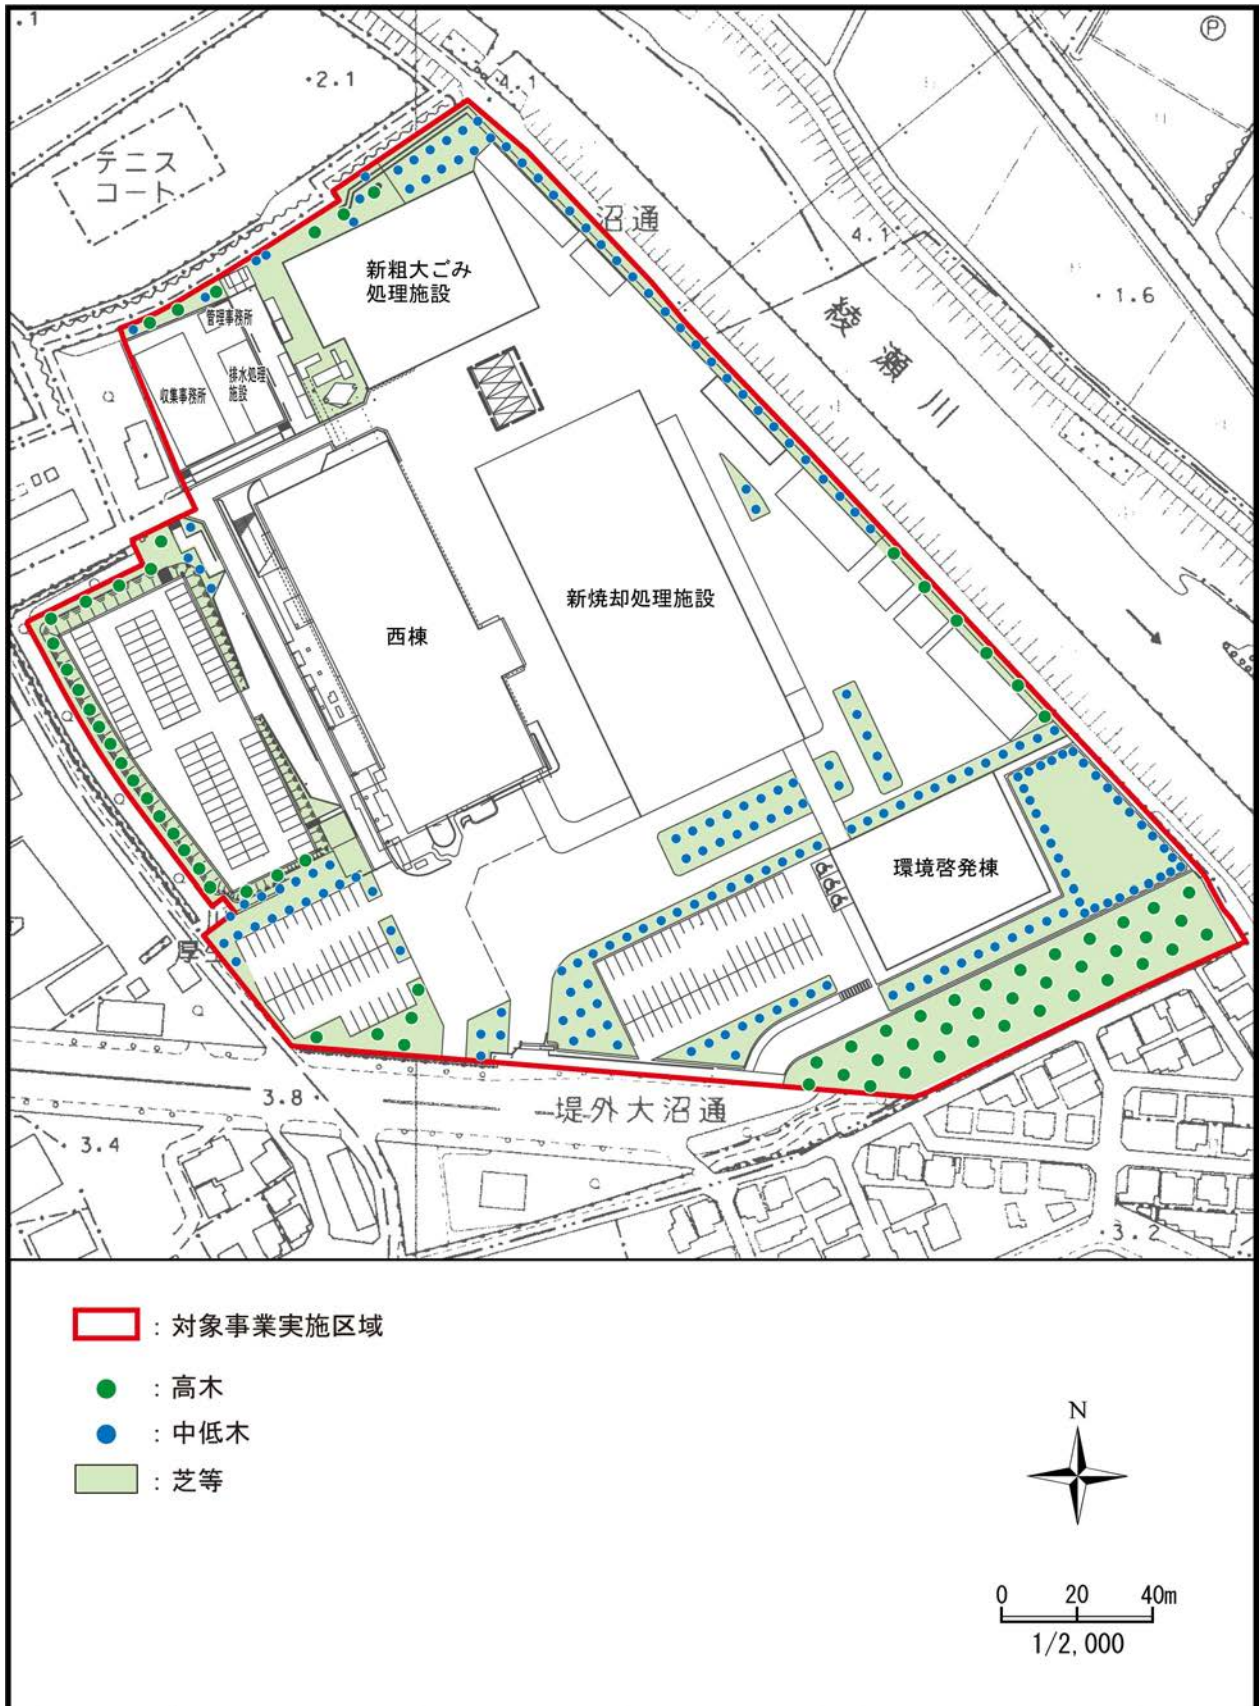 .1
Ⓟ
・2.1
4.1
テニス
コート
沼通
新粗大ごみ
処理施設
4.1
・1.6
綾瀬川
管理事務所
排水処理
施設
収集事務所
新焼却処理施設
西棟
環境啓発棟
3.8・
堤外大沼通
・3.4
・3.2
：対象事業実施区域
：高木
：中低木
：芝等
N
0 20 40m
1/2,000